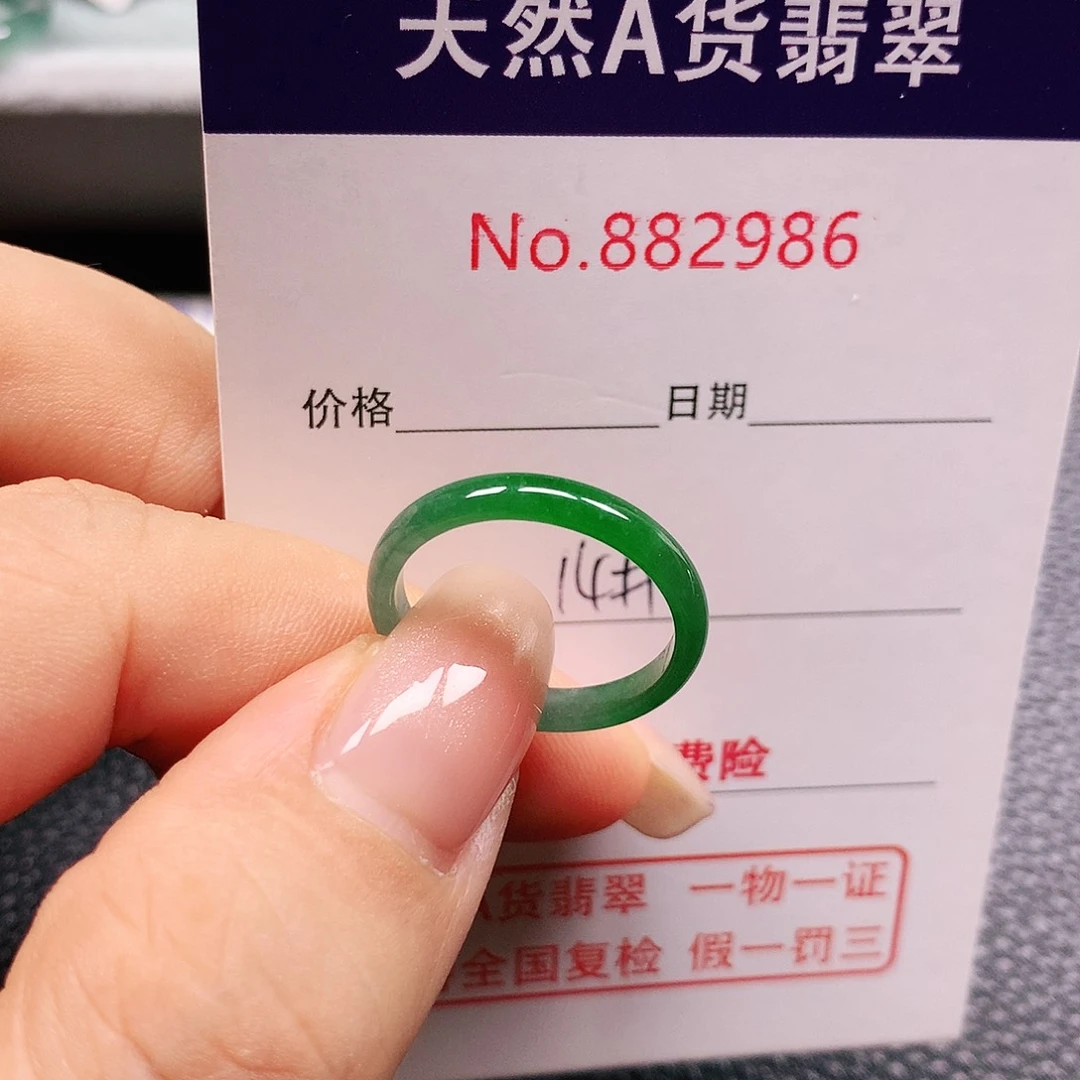 天然A货翡翠
No.882986
价格 日期
14#
费险
货翡翠 一物一证
全国复检 假一罚三